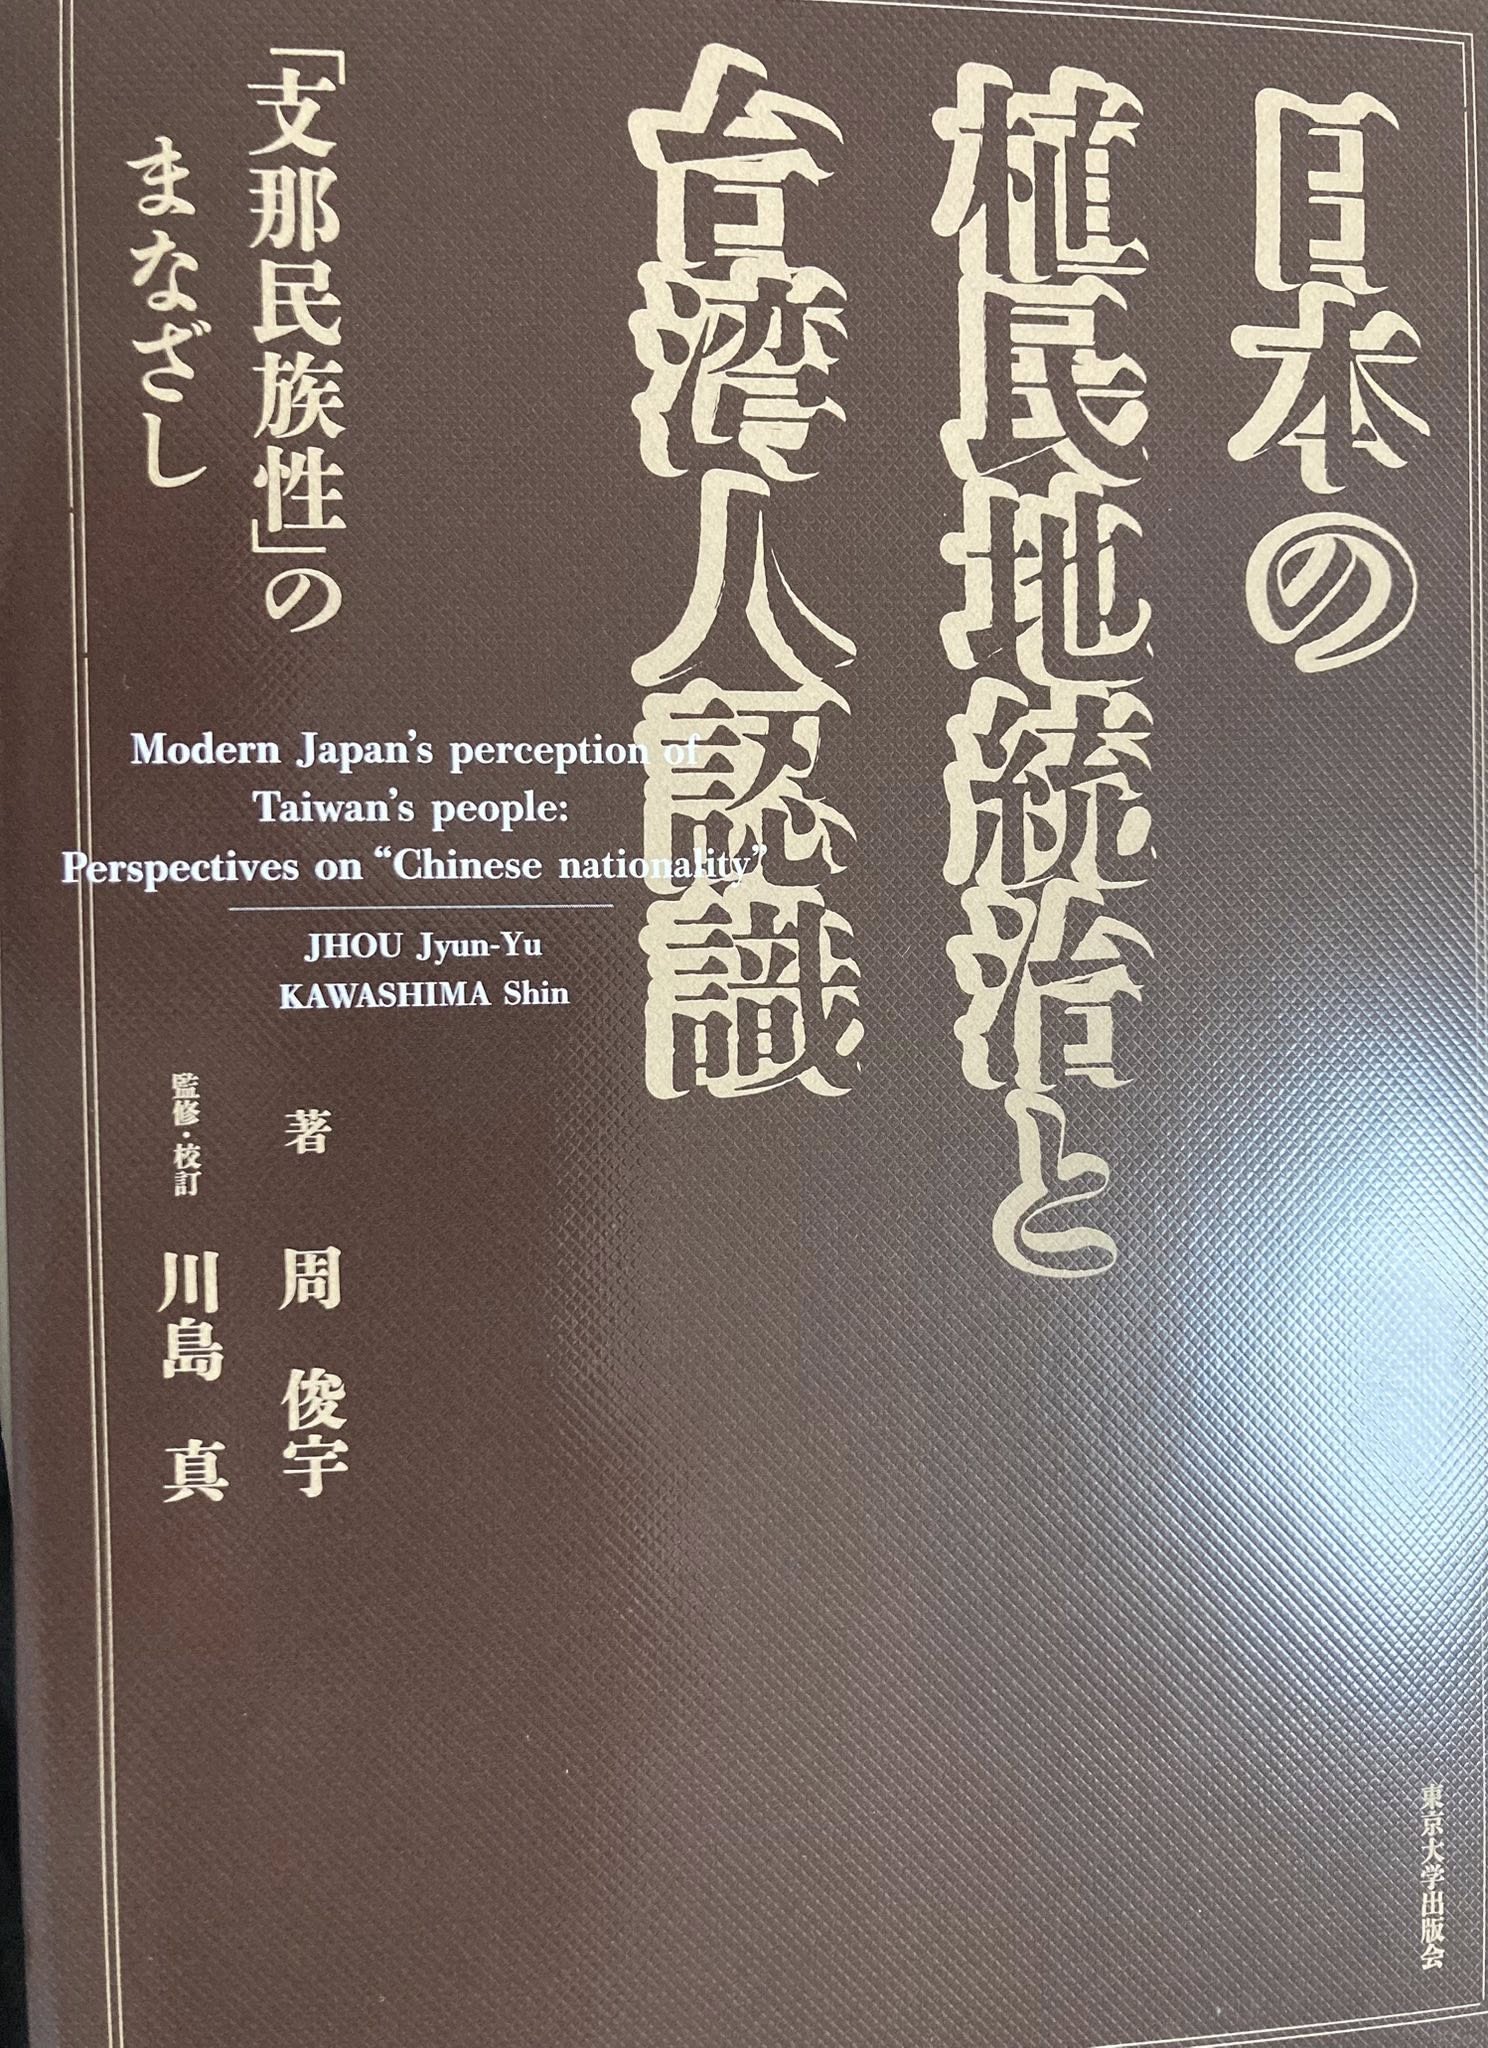 日本の
植民地統治と
台湾人認識
「支那民族性」の
まなざし
Modern Japan's perception of
Taiwan's people:
Perspectives on “Chinese nationality”
JHOU Jyun-Yu
KAWASHIMA Shin
著 周 俊宇
監修・校訂 川島 真
東京大学出版会